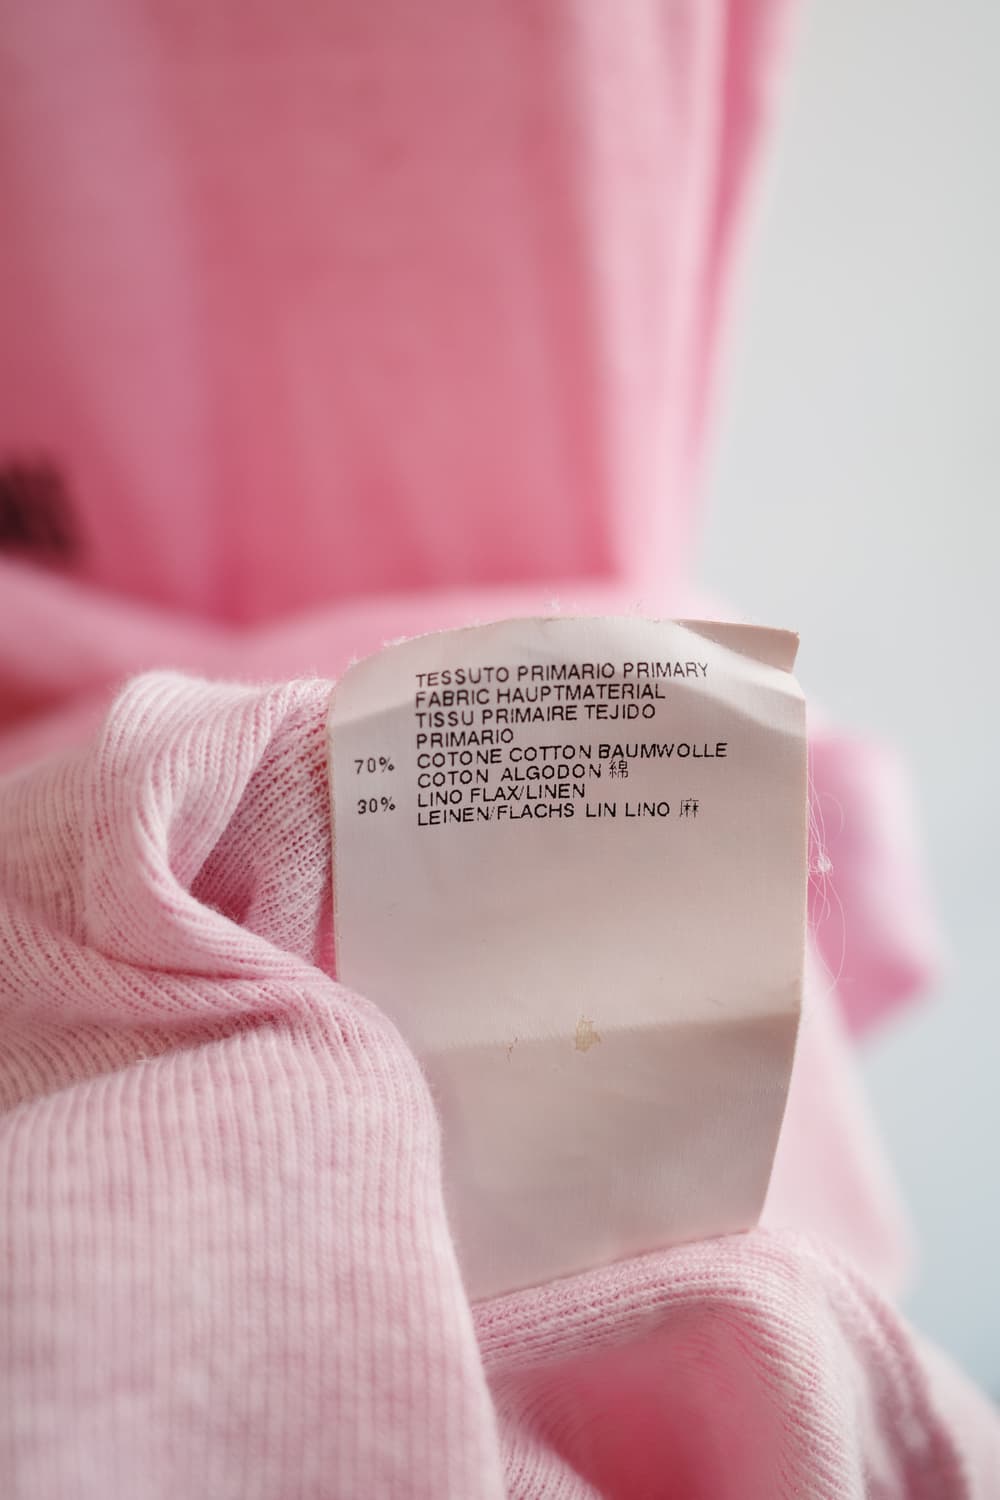 TESSUTO PRIMARIO PRIMARY
FABRIC HAUPTMATERIAL
TISSU PRIMAIRE TEJIDO
PRIMARIO
70% COTONE COTTON BAUMWOLLE
COTON ALGODON 綿
30% LINO FLAX/LINEN
LEINEN/FLACHS LIN LINO 麻